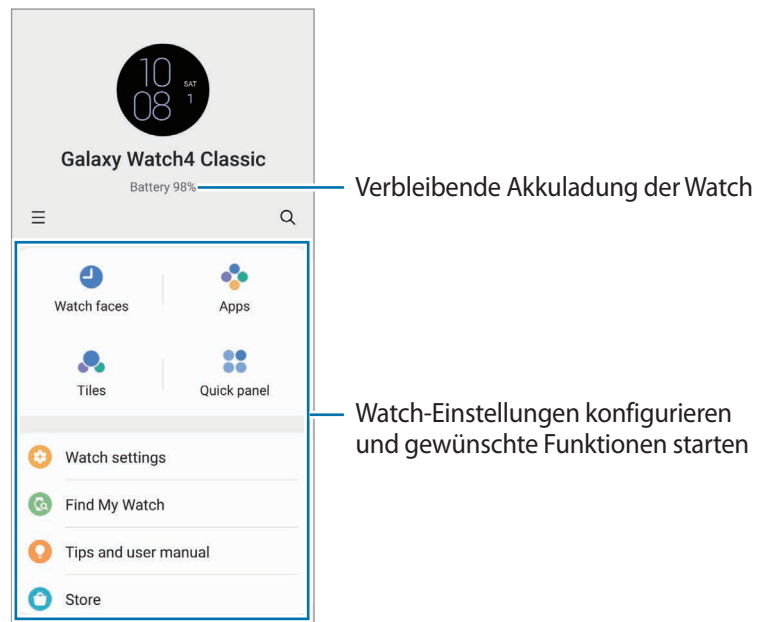 10
08
SAT
1
Galaxy Watch4 Classic
Battery 98%
Verbleibende Akkuladung der Watch
Watch faces
Apps
Tiles
Quick panel
Watch-Einstellungen konfigurieren
und gewünschte Funktionen starten
Watch settings
Find My Watch
Tips and user manual
Store